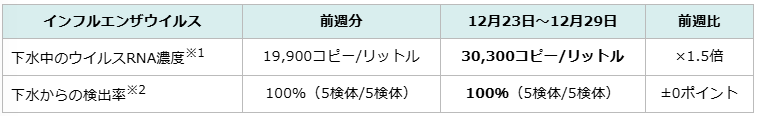 インフルエンザウイルス 前週分 12月23日～12月29日 前週比
下水中のウイルスRNA濃度※1 19,900コピー/リットル 30,300コピー/リットル ×1.5倍
下水からの検出率※2 100%（5検体/5検体） 100%（5検体/5検体） ±0ポイント